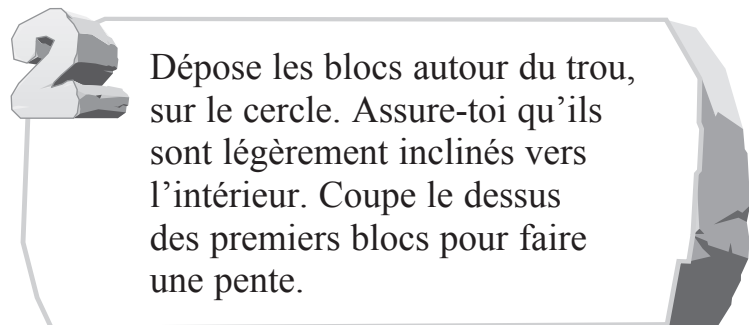 2
Dépose les blocs autour du trou,
sur le cercle. Assure-toi qu’ils
sont légèrement inclinés vers
l’intérieur. Coupe le dessus
des premiers blocs pour faire
une pente.